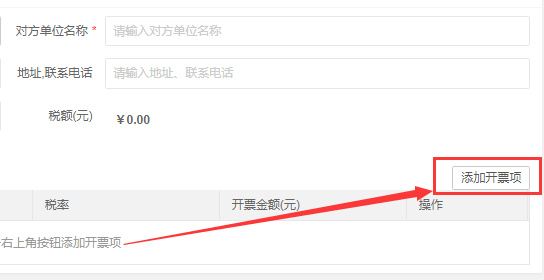 对方单位名称 * 请输入对方单位名称
地址,联系电话 请输入地址、联系电话
税额(元) ￥0.00
添加开票项
税率 开票金额(元) 操作
右上角按钮添加开票项